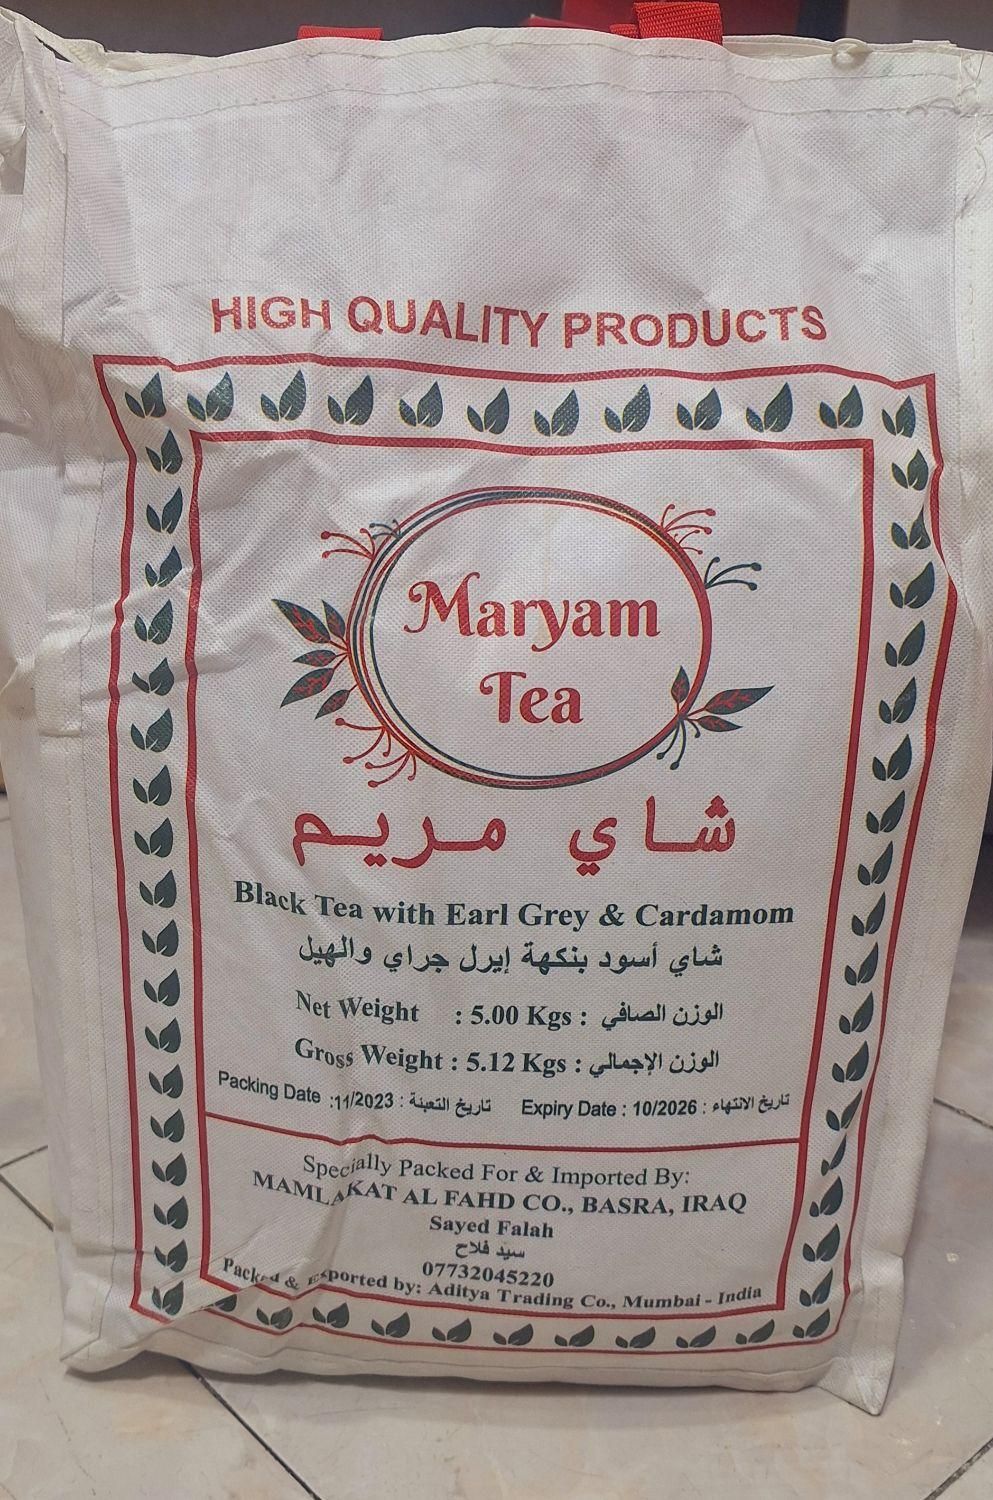 HIGH QUALITY PRODUCTS
Maryam
Tea
شاي مريم
Black Tea with Earl Grey & Cardamom
شاي أسود بنكهة إيرل جراي والهيل
Net Weight : 5.00 Kgs : الوزن الصافي
Gross Weight : 5.12 Kgs : الوزن الإجمالي
Packing Date :11/2023 : تاريخ التعبئة Expiry Date : 10/2026 : تاريخ الانتهاء
Specially Packed For & Imported By:
MAMLAKAT AL FAHD CO., BASRA, IRAQ
Sayed Falah
سيد فلاح
07732045220
Packed & Exported by: Aditya Trading Co., Mumbai - India